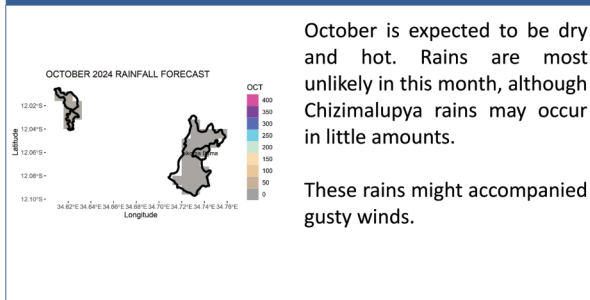 OCTOBER 2024 RAINFALL FORECAST
12.02°S
12.04°S
12.06°S
12.08°S
12.10°S
Latitude
34.62°E 34.64°E 34.66°E 34.68°E 34.70°E 34.72°E 34.74°E 34.76°E
Longitude
OCT
400
350
300
250
200
150
100
50
0
October is expected to be dry
and hot. Rains are most
unlikely in this month, although
Chizimalupya rains may occur
in little amounts.
These rains might accompanied
gusty winds.